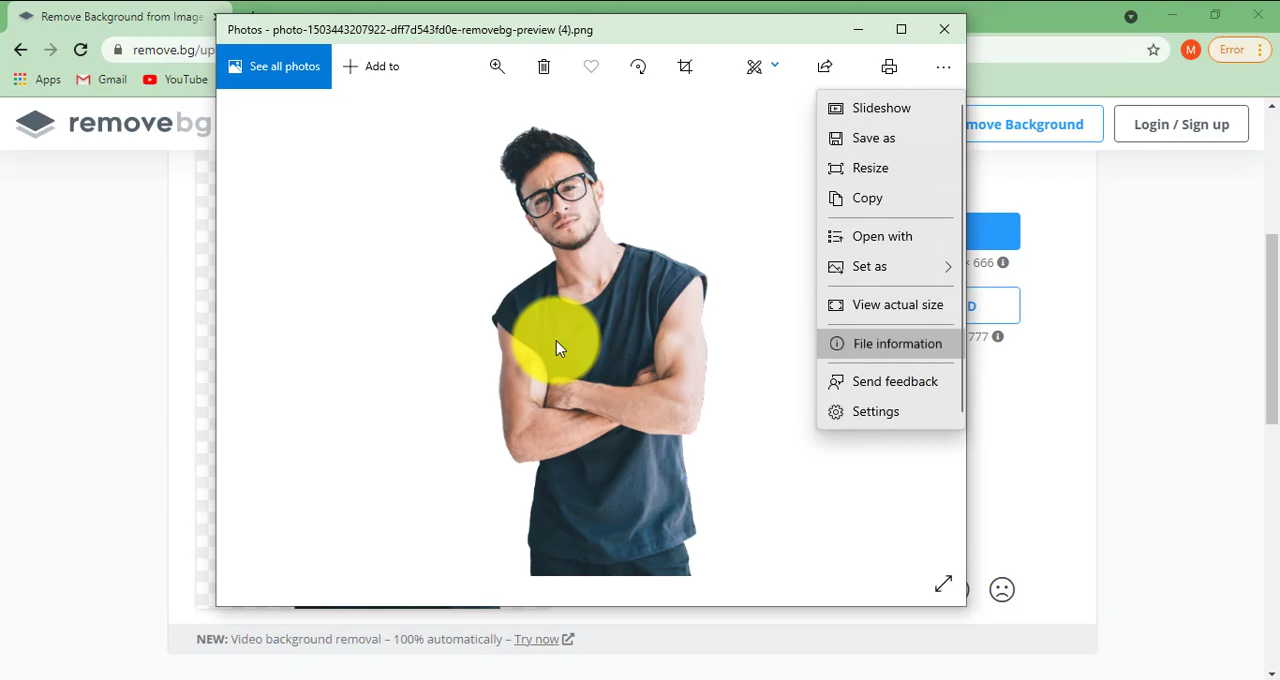 Remove Background from Image
Photos - photo-1503443207922-dff7d543fd0e-removebg-preview (4).png
remove.bg/up
M
Error
See all photos
Add to
Apps
Gmail
YouTube
removebg
move Background
Login / Sign up
Slideshow
Save as
Resize
Copy
Open with
Set as
View actual size
File information
Send feedback
Settings
× 666
D
777
NEW: Video background removal – 100% automatically – Try now